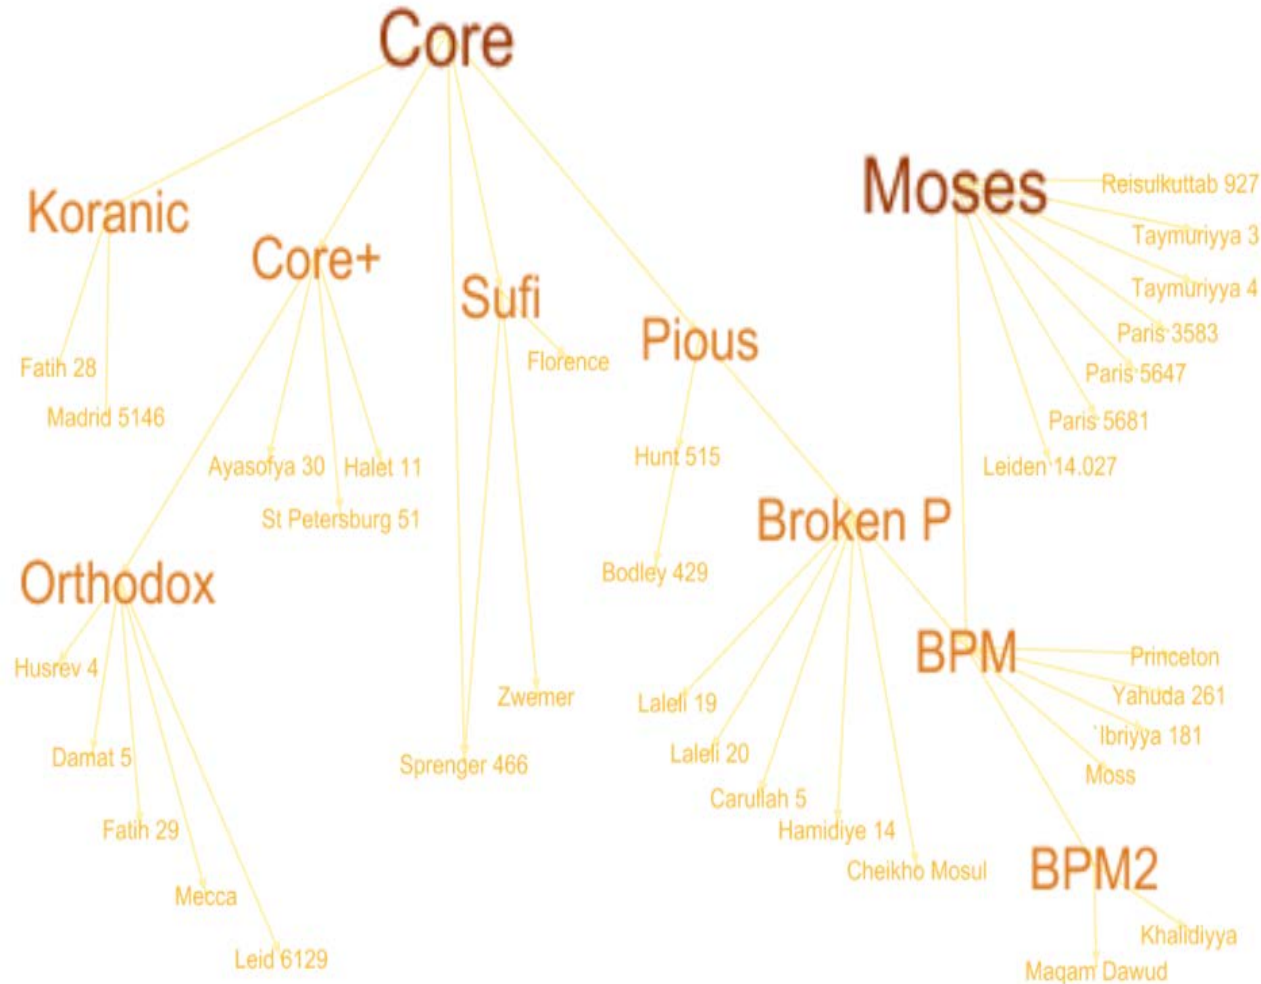 Core
Moses
Reisulkuttab 927
Koranic
Taymuriyya 3
Core+
Taymuriyya 4
Sufi
Paris 3583
Pious
Florence
Fatih 28
Paris 5647
Madrid 5146
Paris 5681
Hunt 515
Ayasofya 30
Halet 11
Leiden 14.027
St Petersburg 51
Broken P
Bodley 429
Orthodox
BPM
Princeton
Husrev 4
Zwemer
Yahuda 261
Laleli 19
`Ibriyya 181
Laleli 20
Damat 5
Sprenger 466
Moss
Carullah 5
Fatih 29
Hamidiye 14
Cheikho Mosul
BPM2
Mecca
Khalidiyya
Leid 6129
Maqam Dawud